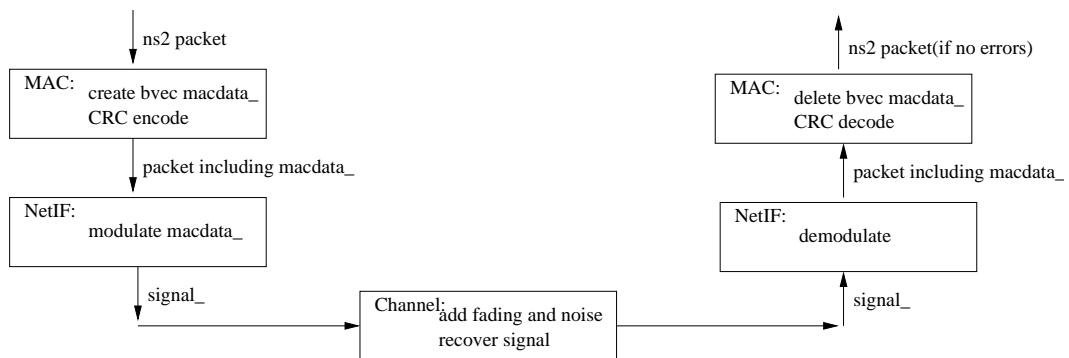 ns2 packet
MAC:
create bvec macdata_
CRC encode
packet including macdata_
NetIF:
modulate macdata_
signal_
Channel:
add fading and noise
recover signal
ns2 packet(if no errors)
MAC:
delete bvec macdata_
CRC decode
packet including macdata_
NetIF:
demodulate
signal_